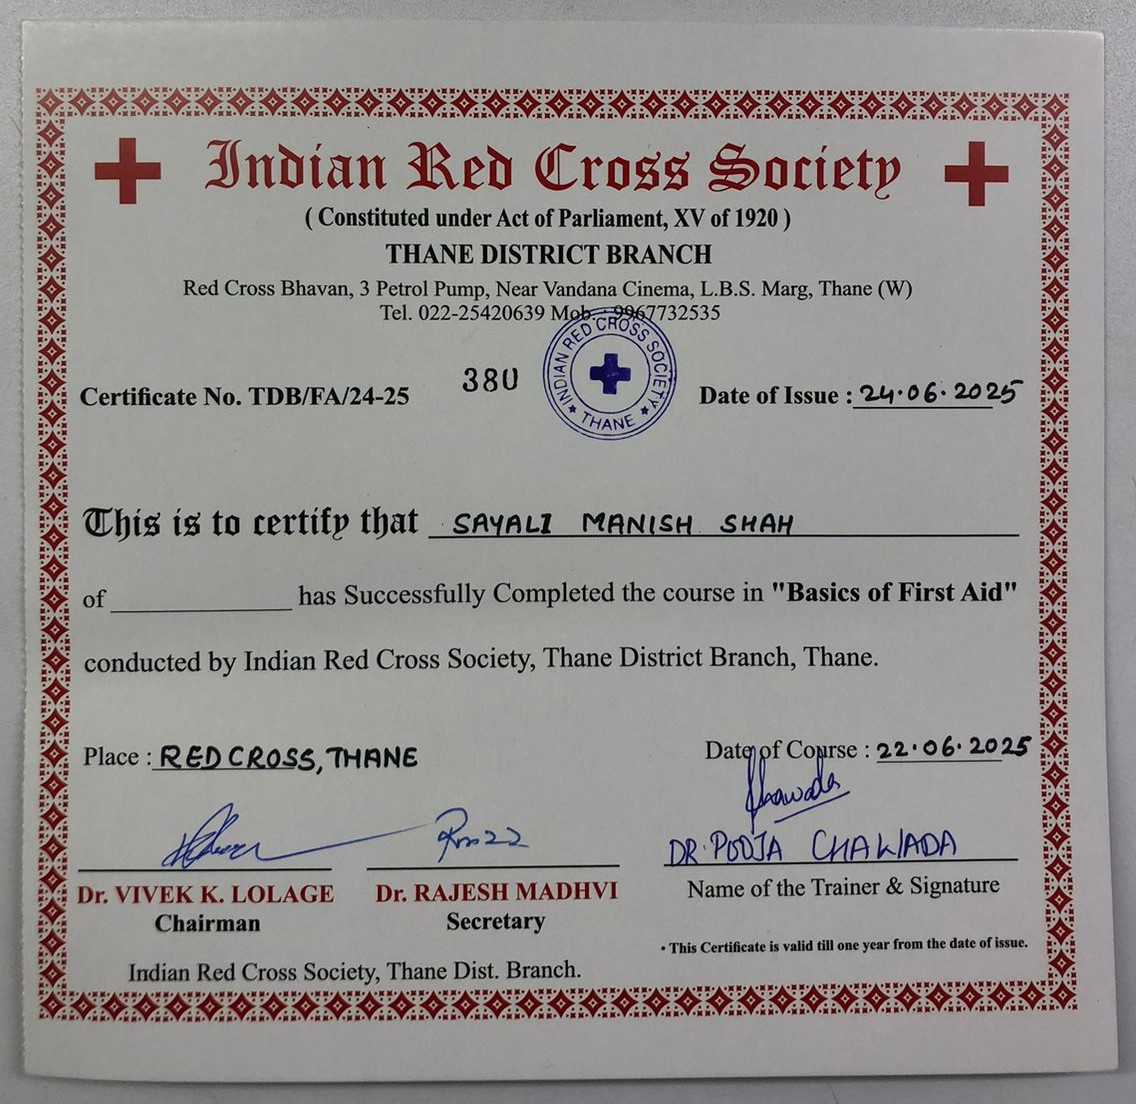 Indian Red Cross Society
( Constituted under Act of Parliament, XV of 1920 )
THANE DISTRICT BRANCH
Red Cross Bhavan, 3 Petrol Pump, Near Vandana Cinema, L.B.S. Marg, Thane (W)
Tel. 022-25420639 Mob. : 9967732535
INDIAN RED CROSS SOCIETY
★ THANE ★
Certificate No. TDB/FA/24-25 380 Date of Issue : 24·06·2025
This is to certify that SAYALI MANISH SHAH
of ____________ has Successfully Completed the course in "Basics of First Aid"
conducted by Indian Red Cross Society, Thane District Branch, Thane.
Place : RED CROSS, THANE Date of Course : 22·06·2025
DR. POOJA CHAWADA
Dr. VIVEK K. LOLAGE Dr. RAJESH MADHVI Name of the Trainer & Signature
Chairman Secretary
• This Certificate is valid till one year from the date of issue.
Indian Red Cross Society, Thane Dist. Branch.